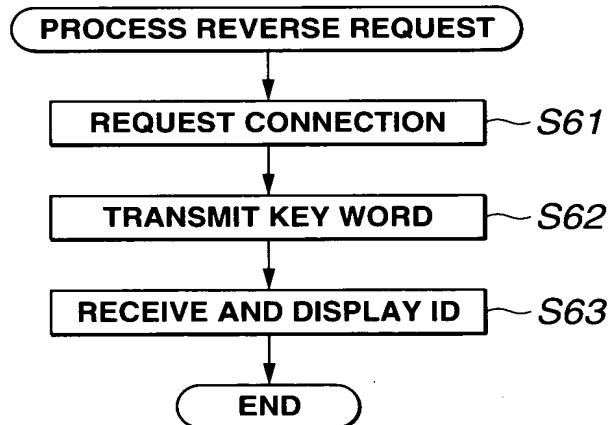 PROCESS REVERSE REQUEST
REQUEST CONNECTION S61
TRANSMIT KEY WORD S62
RECEIVE AND DISPLAY ID S63
END